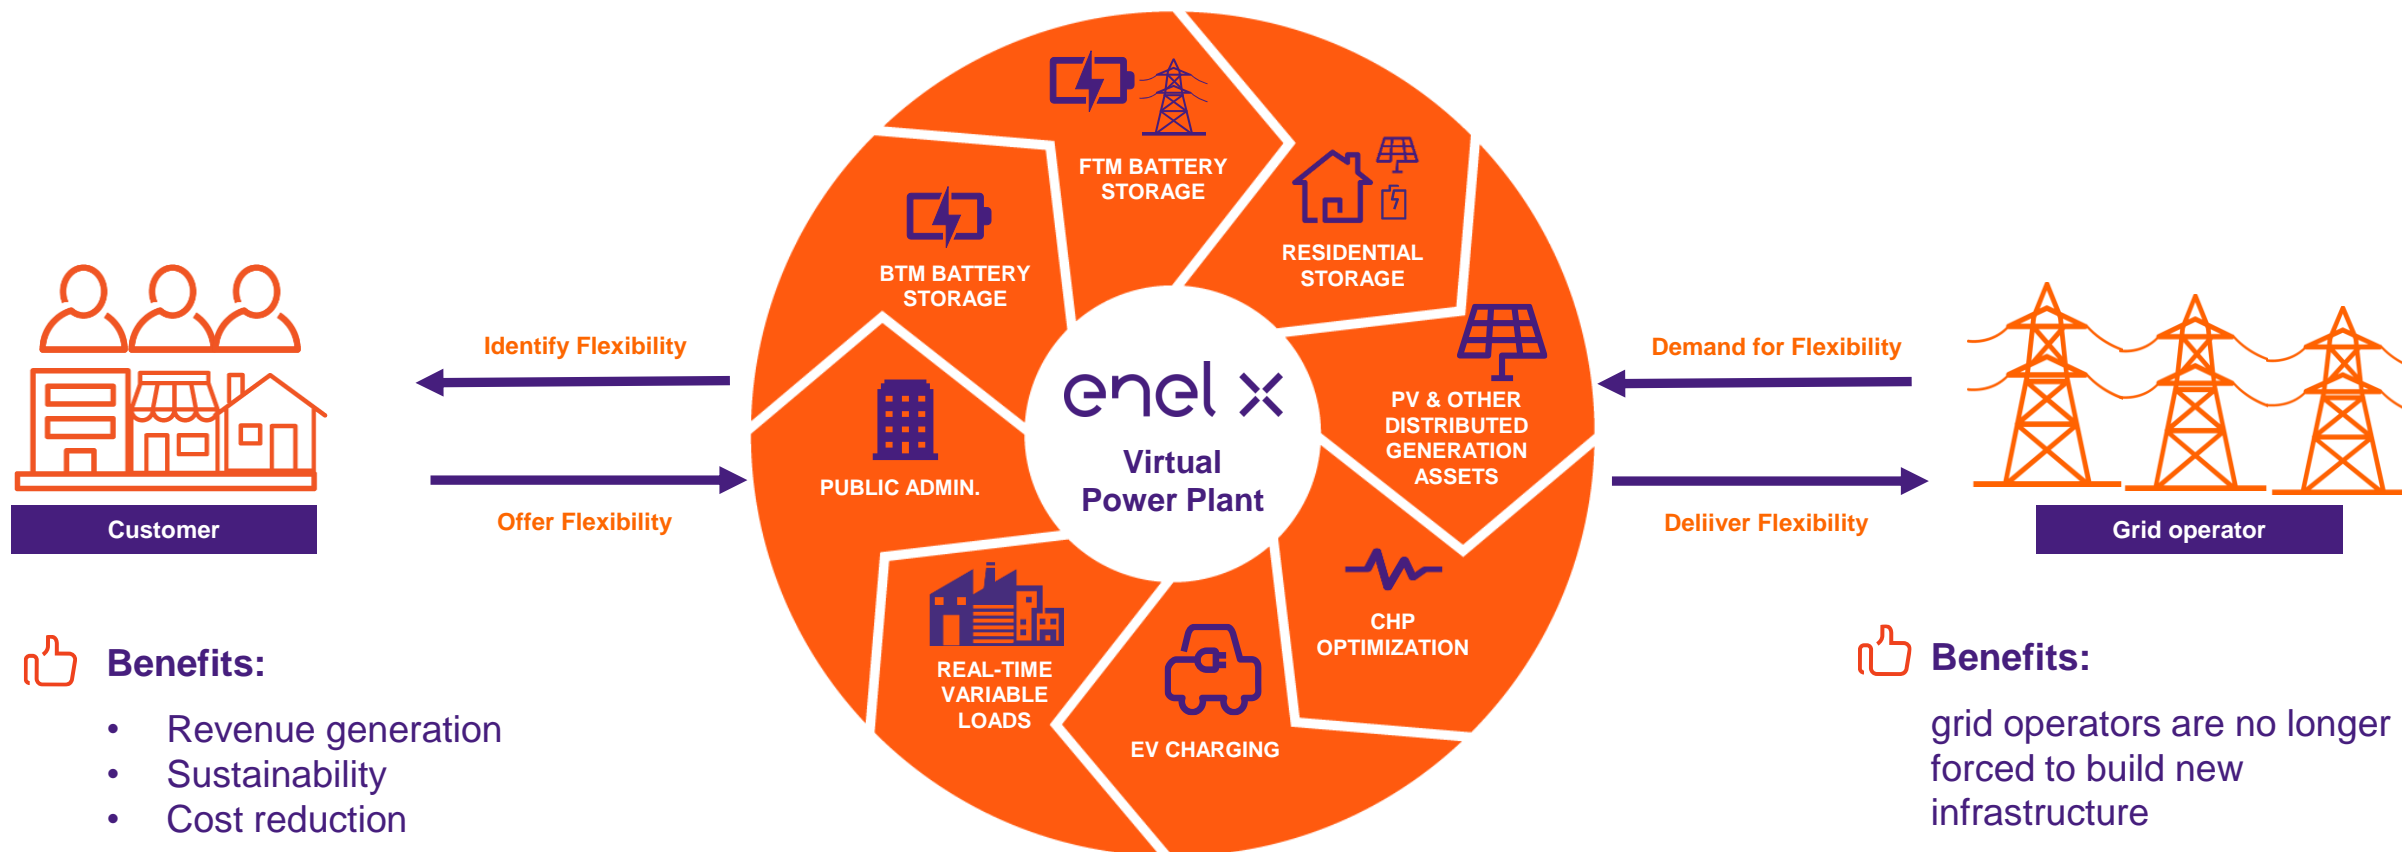 FTM BATTERY
STORAGE
RESIDENTIAL
STORAGE
BTM BATTERY
STORAGE
PV & OTHER
DISTRIBUTED
GENERATION
ASSETS
PUBLIC ADMIN.
CHP
OPTIMIZATION
REAL-TIME
VARIABLE
LOADS
EV CHARGING
enel x
Virtual
Power Plant
Identify Flexibility
Offer Flexibility
Customer
Demand for Flexibility
Deliiver Flexibility
Grid operator
Benefits:
• Revenue generation
• Sustainability
• Cost reduction
Benefits:
grid operators are no longer
forced to build new
infrastructure